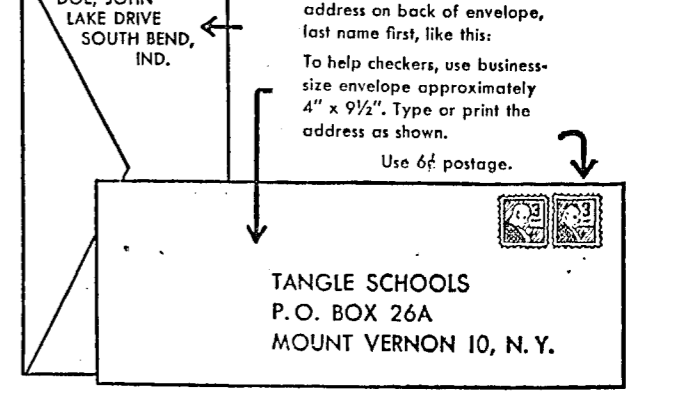 DOE, JOHN
LAKE DRIVE
SOUTH BEND,
IND.
address on back of envelope,
last name first, like this:
To help checkers, use business-
size envelope approximately
4" x 9½". Type or print the
address as shown.
Use 6¢ postage.
3
3
TANGLE SCHOOLS
P.O. BOX 26A
MOUNT VERNON 10, N.Y.